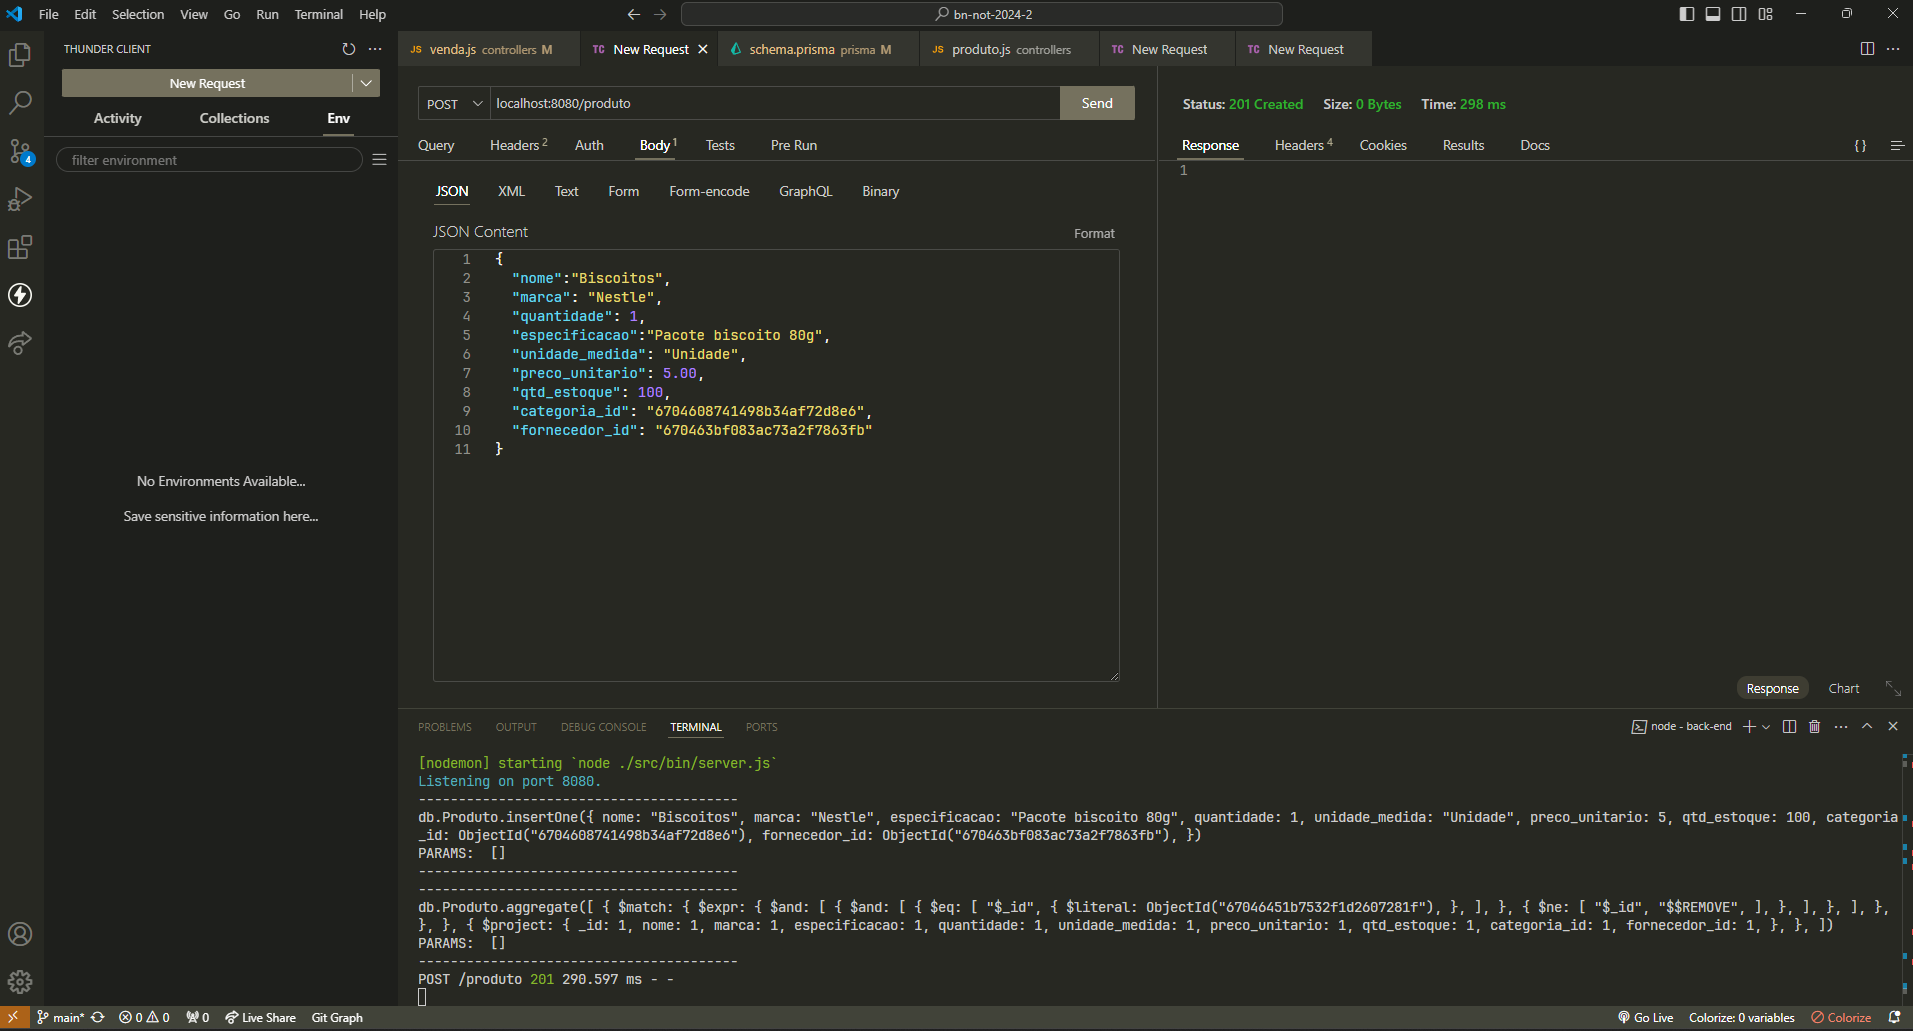 File Edit Selection View Go Run Terminal Help
bn-not-2024-2
THUNDER CLIENT
New Request
Activity Collections Env
filter environment
No Environments Available...
Save sensitive information here...
JS venda.js controllers M
TC New Request
schema.prisma prisma M
JS produto.js controllers
TC New Request
TC New Request
POST localhost:8080/produto Send
Query Headers 2 Auth Body 1 Tests Pre Run
JSON XML Text Form Form-encode GraphQL Binary
JSON Content Format
1 {
2 "nome":"Biscoitos",
3 "marca": "Nestle",
4 "quantidade": 1,
5 "especificacao":"Pacote biscoito 80g",
6 "unidade_medida": "Unidade",
7 "preco_unitario": 5.00,
8 "qtd_estoque": 100,
9 "categoria_id": "6704608741498b34af72d8e6",
10 "fornecedor_id": "670463bf083ac73a2f7863fb"
11 }
Status: 201 Created Size: 0 Bytes Time: 298 ms
Response Headers 4 Cookies Results Docs {}
1
Response Chart
PROBLEMS OUTPUT DEBUG CONSOLE TERMINAL PORTS
node - back-end
[nodemon] starting `node ./src/bin/server.js`
Listening on port 8080.
----------------------------------------
db.Produto.insertOne({ nome: "Biscoitos", marca: "Nestle", especificacao: "Pacote biscoito 80g", quantidade: 1, unidade_medida: "Unidade", preco_unitario: 5, qtd_estoque: 100, categoria
_id: ObjectId("6704608741498b34af72d8e6"), fornecedor_id: ObjectId("670463bf083ac73a2f7863fb"), })
PARAMS: []
----------------------------------------
----------------------------------------
db.Produto.aggregate([ { $match: { $expr: { $and: [ { $and: [ { $eq: [ "$_id", { $literal: ObjectId("67046451b7532f1d2607281f"), }, ], }, { $ne: [ "$_id", "$$REMOVE", ], }, ], }, ], },
}, }, { $project: { _id: 1, nome: 1, marca: 1, especificacao: 1, quantidade: 1, unidade_medida: 1, preco_unitario: 1, qtd_estoque: 1, categoria_id: 1, fornecedor_id: 1, }, }, ])
PARAMS: []
----------------------------------------
POST /produto 201 290.597 ms - -
4
main* 0 0 0 Live Share Git Graph
Go Live Colorize: 0 variables Colorize